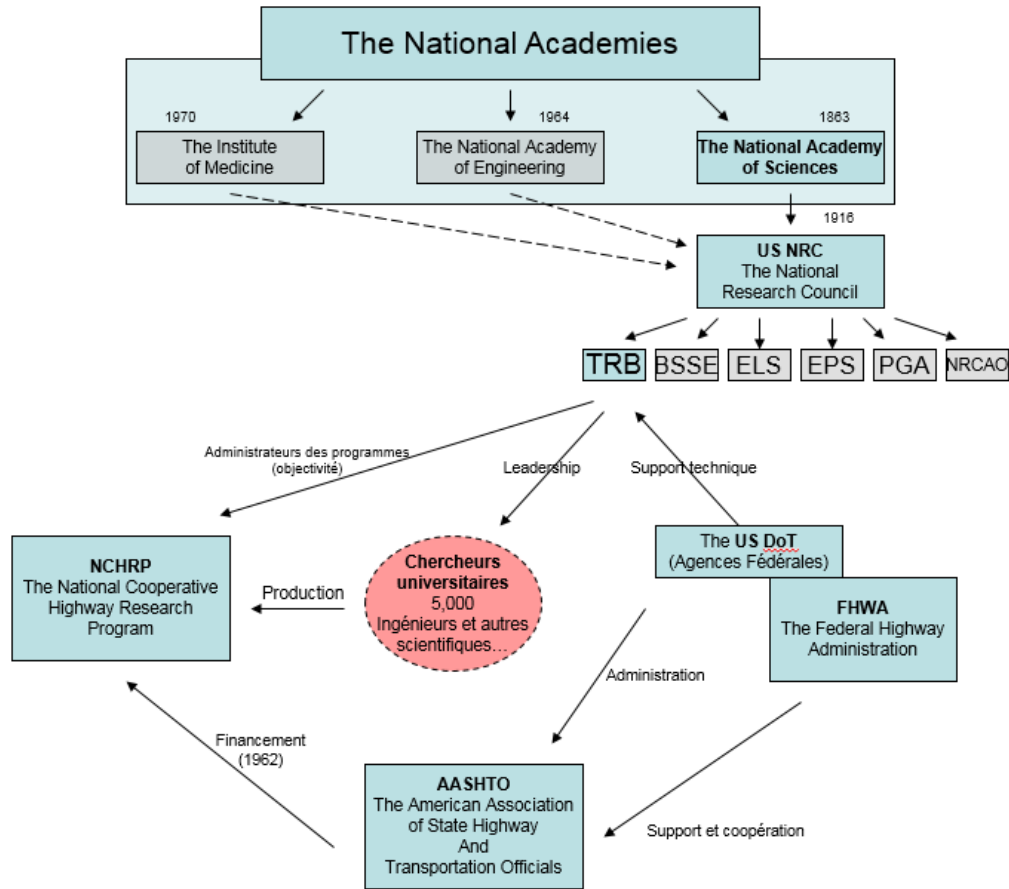 The National Academies
1970
1964
1863
The Institute
of Medicine
The National Academy
of Engineering
The National Academy
of Sciences
1916
US NRC
The National
Research Council
TRB
BSSE
ELS
EPS
PGA
NRCAO
Administrateurs des programmes
(objectivité)
Leadership
Support technique
NCHRP
The National Cooperative
Highway Research
Program
Production
Chercheurs
universitaires
5,000
Ingénieurs et autres
scientifiques…
The US DoT
(Agences Fédérales)
FHWA
The Federal Highway
Administration
Administration
Financement
(1962)
AASHTO
The American Association
of State Highway
And
Transportation Officials
Support et coopération